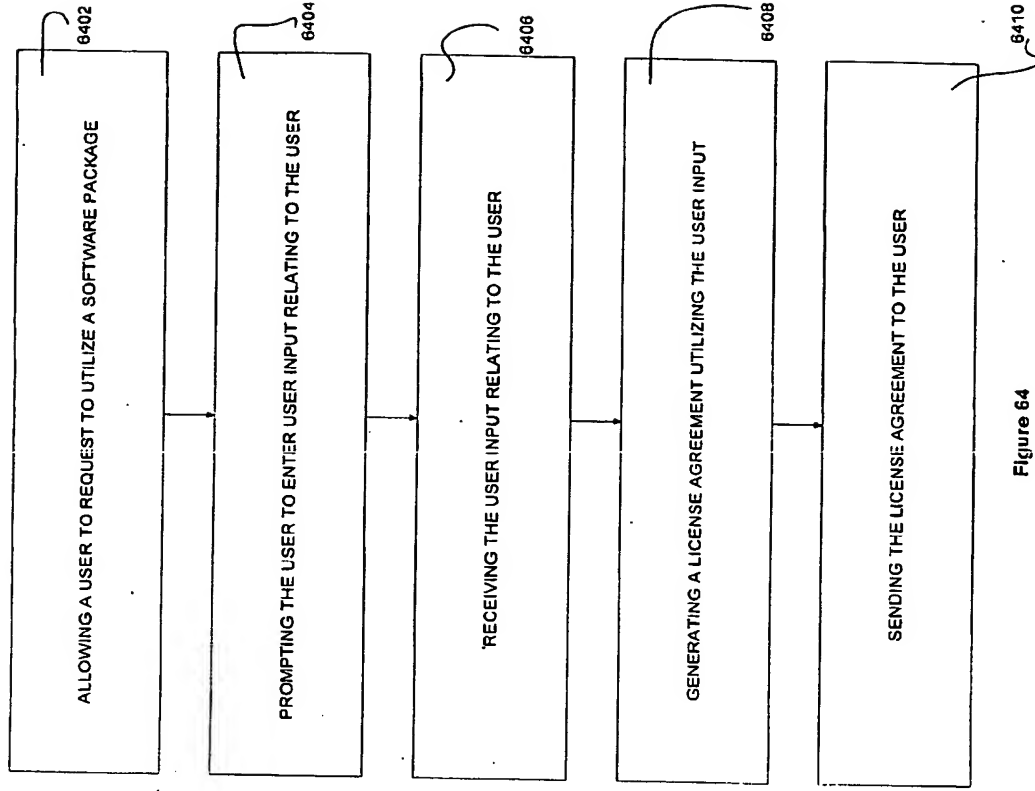 ALLOWING A USER TO REQUEST TO UTILIZE A SOFTWARE PACKAGE
6402
PROMPTING THE USER TO ENTER USER INPUT RELATING TO THE USER
6404
RECEIVING THE USER INPUT RELATING TO THE USER
6406
GENERATING A LICENSE AGREEMENT UTILIZING THE USER INPUT
6408
SENDING THE LICENSE AGREEMENT TO THE USER
6410
Figure 64